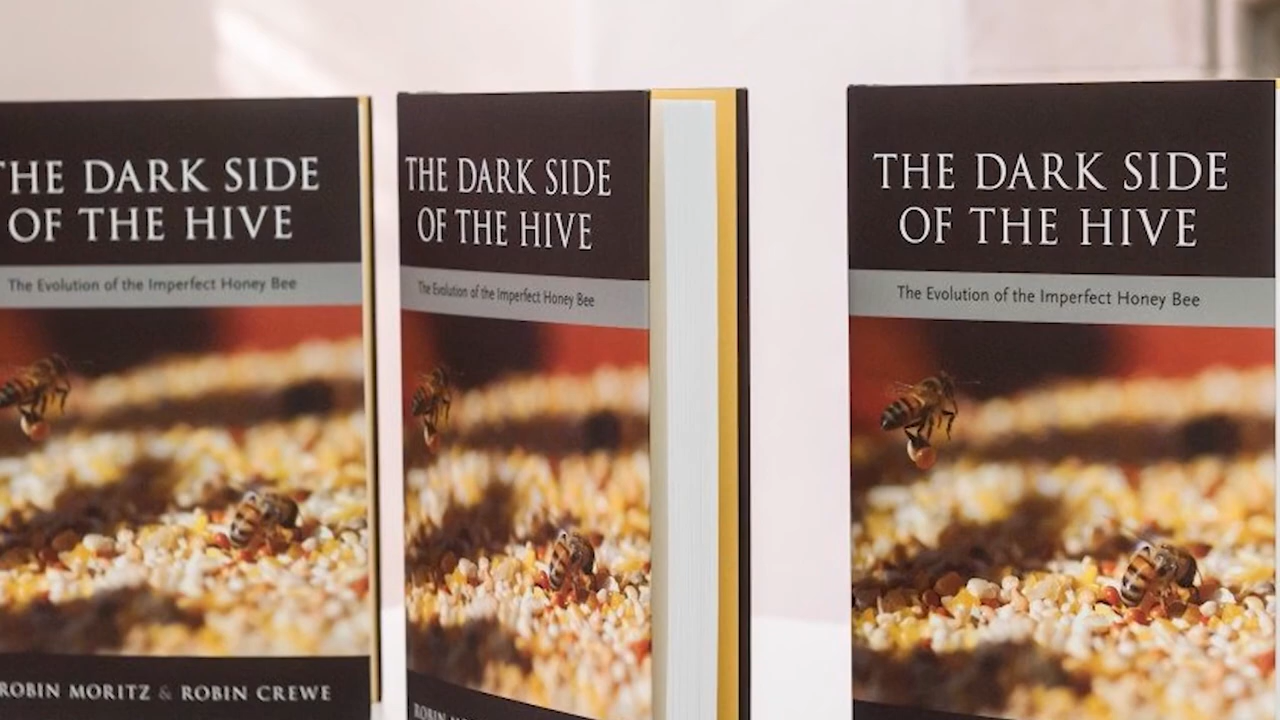 THE DARK SIDE
OF THE HIVE
The Evolution of the Imperfect Honey Bee
ROBIN MORITZ & ROBIN CREWE
THE DARK SIDE
OF THE HIVE
The Evolution of the Imperfect Honey Bee
ROBIN
THE DARK SIDE
OF THE HIVE
The Evolution of the Imperfect Honey Bee